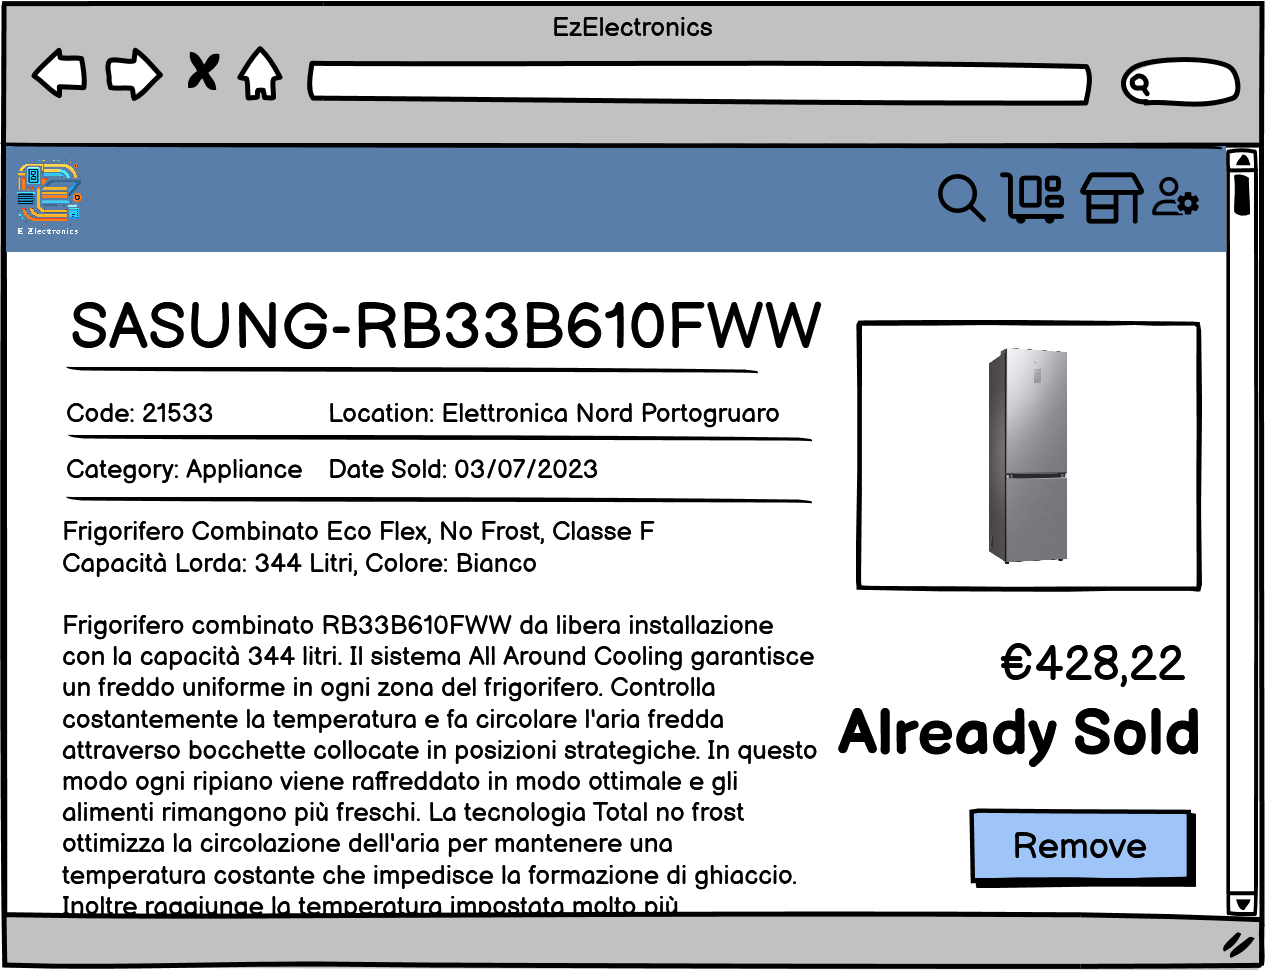 EzElectronics
E Zlectronics
SASUNG-RB33B610FWW
Code: 21533 Location: Elettronica Nord Portogruaro
Category: Appliance Date Sold: 03/07/2023
Frigorifero Combinato Eco Flex, No Frost, Classe F
Capacità Lorda: 344 Litri, Colore: Bianco
Frigorifero combinato RB33B610FWW da libera installazione
con la capacità 344 litri. Il sistema All Around Cooling garantisce
un freddo uniforme in ogni zona del frigorifero. Controlla
costantemente la temperatura e fa circolare l'aria fredda
attraverso bocchette collocate in posizioni strategiche. In questo
modo ogni ripiano viene raffreddato in modo ottimale e gli
alimenti rimangono più freschi. La tecnologia Total no frost
ottimizza la circolazione dell'aria per mantenere una
temperatura costante che impedisce la formazione di ghiaccio.
Inoltre raggiunge la temperatura impostata molto più
€428,22
Already Sold
Remove